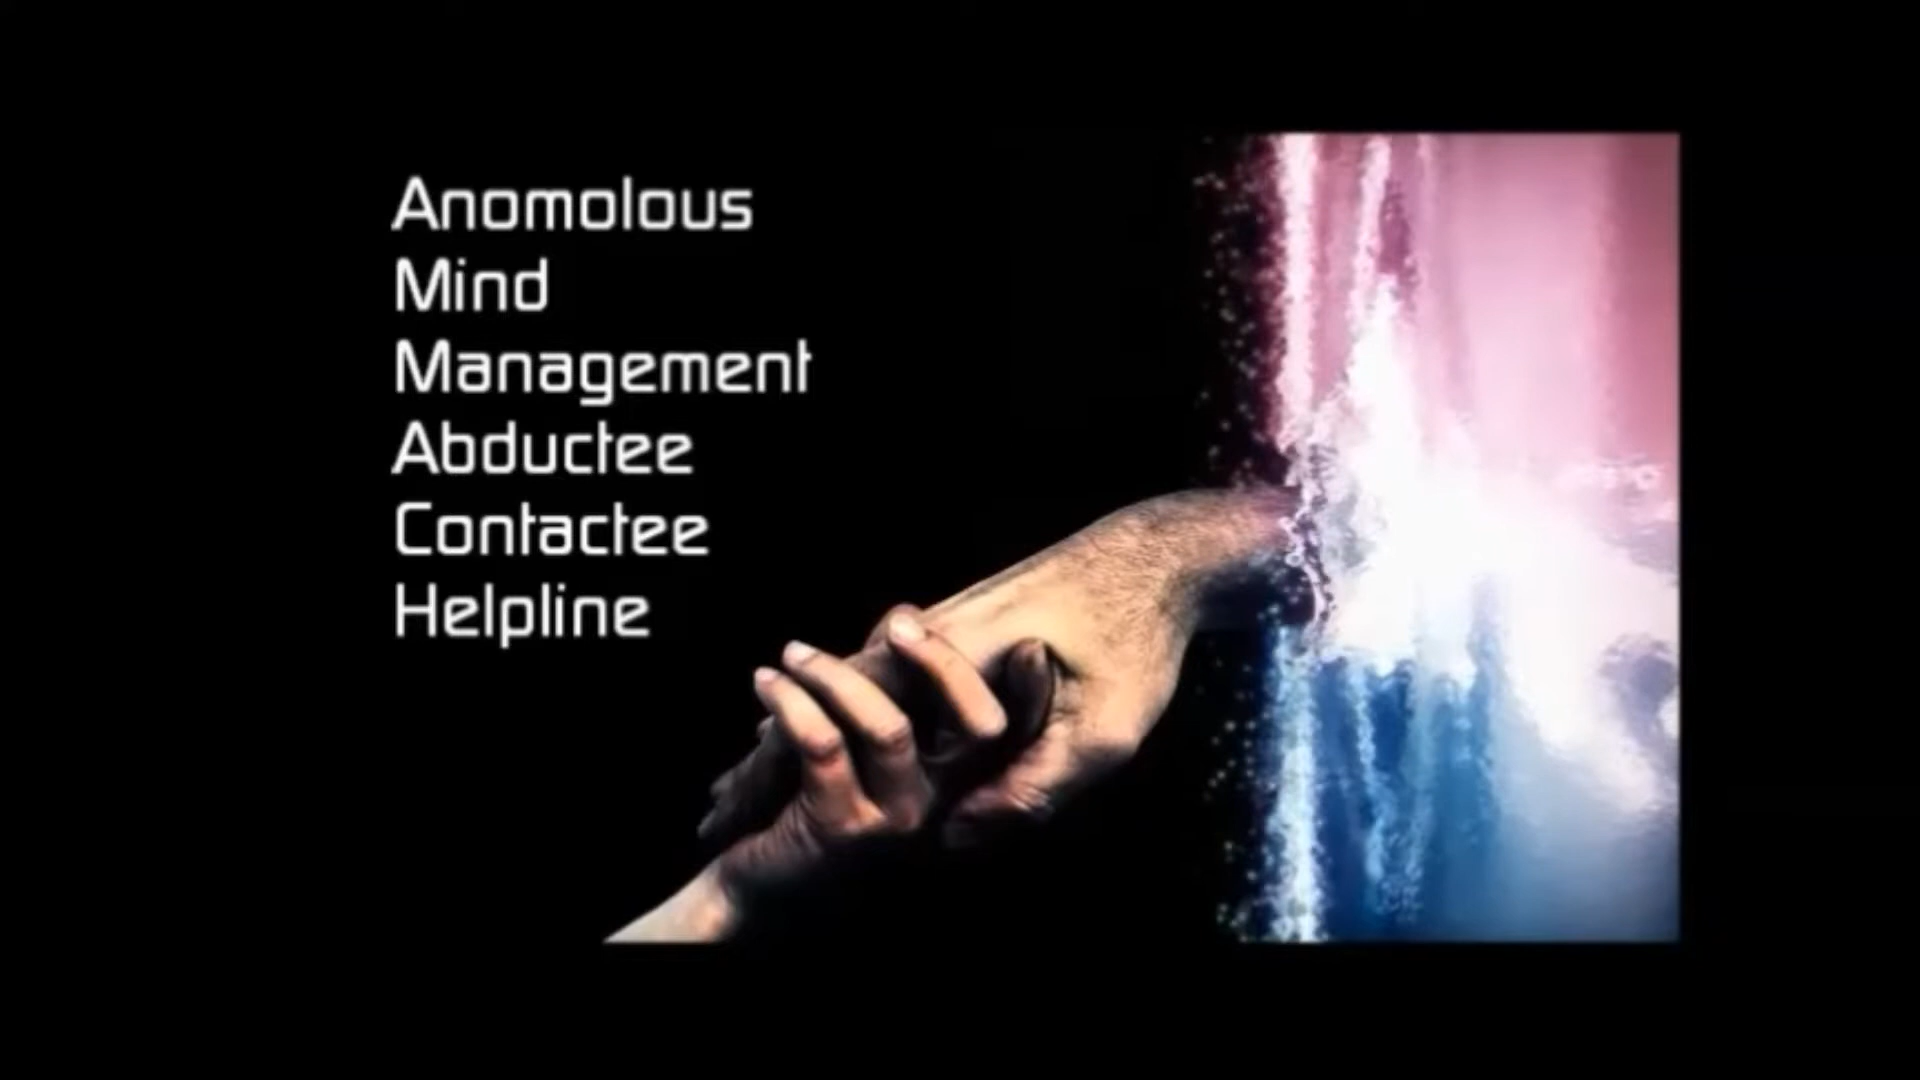 Anomolous
Mind
Management
Abductee
Contactee
Helpline